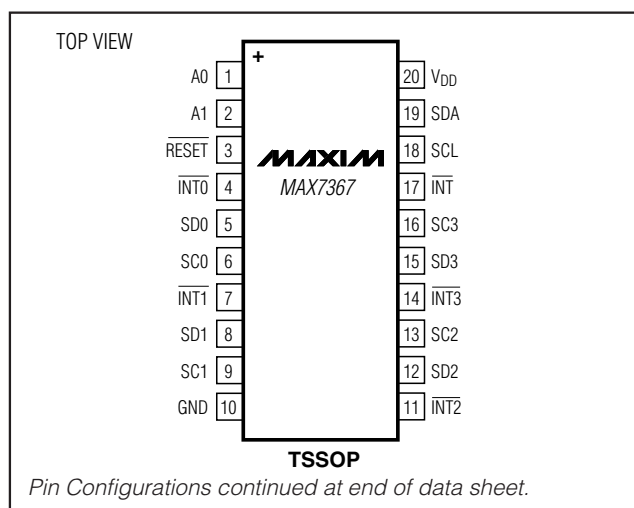 TOP VIEW
+
A0 1 20 VDD
A1 2 19 SDA
RESET 3 MAXIM 18 SCL
INT0 4 MAX7367 17 INT
SD0 5 16 SC3
SC0 6 15 SD3
INT1 7 14 INT3
SD1 8 13 SC2
SC1 9 12 SD2
GND 10 11 INT2
TSSOP
Pin Configurations continued at end of data sheet.